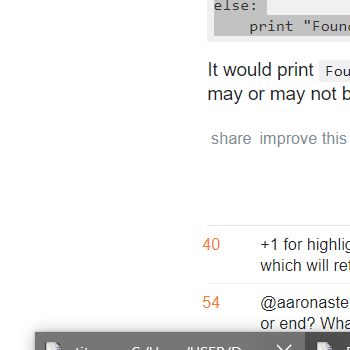 else:
print "Foun
It would print Fou
may or may not b
share improve this
40 +1 for highlig
which will ret
54 @aaronaste
or end? Wha